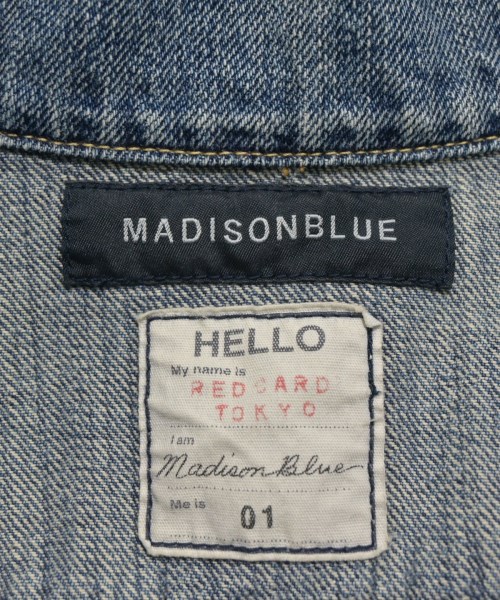 MADISONBLUE
HELLO
My name is
REDCARD
TOKYO
I am
Madison Blue
Me is
01